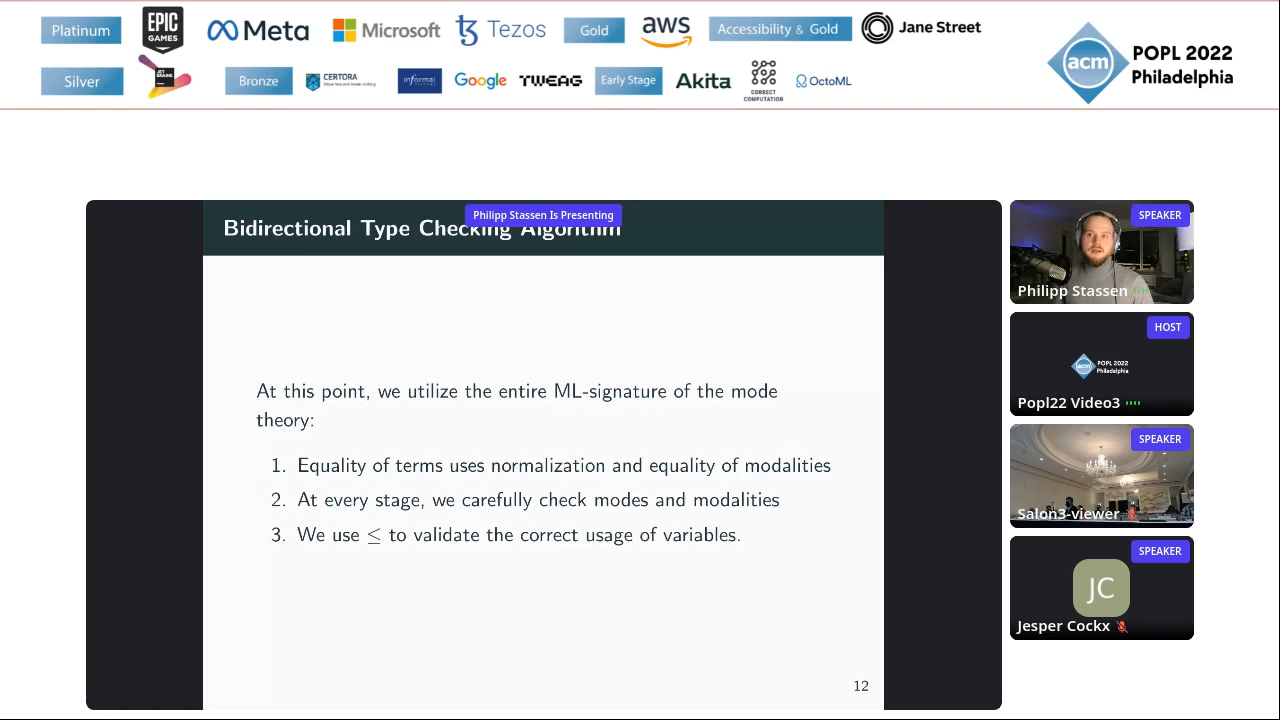 Platinum
EPIC GAMES
Meta
Microsoft
Tezos
Gold
aws
Accessibility & Gold
Jane Street
Silver
JET BRAINS
Bronze
CERTORA
informal
Google
TWEAG
Early Stage
Akita
CORRECT COMPUTATION
OctoML
acm
POPL 2022
Philadelphia
Philipp Stassen Is Presenting
Bidirectional Type Checking Algorithm
At this point, we utilize the entire ML-signature of the mode
theory:
1. Equality of terms uses normalization and equality of modalities
2. At every stage, we carefully check modes and modalities
3. We use ≤ to validate the correct usage of variables.
12
SPEAKER
Philipp Stassen
HOST
acm
POPL 2022
Philadelphia
Popl22 Video3
SPEAKER
Salon3-viewer
SPEAKER
JC
Jesper Cockx